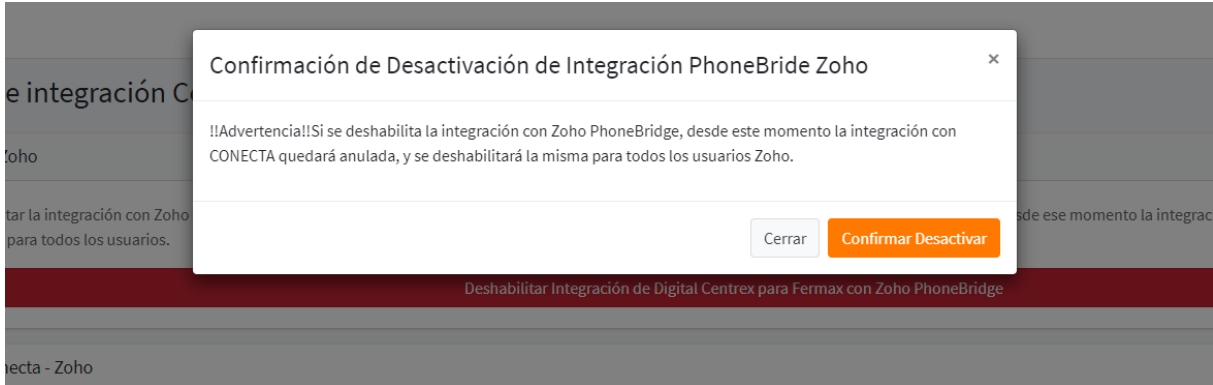 Confirmación de Desactivación de Integración PhoneBride Zoho
×
e integración C
!!Advertencia!!Si se deshabilita la integración con Zoho PhoneBridge, desde este momento la integración con
CONECTA quedará anulada, y se deshabilitará la misma para todos los usuarios Zoho.
Zoho
tar la integración con Zoho
sde ese momento la integrac
para todos los usuarios.
Cerrar
Confirmar Desactivar
Deshabilitar Integración de Digital Centrex para Fermax con Zoho PhoneBridge
necta - Zoho